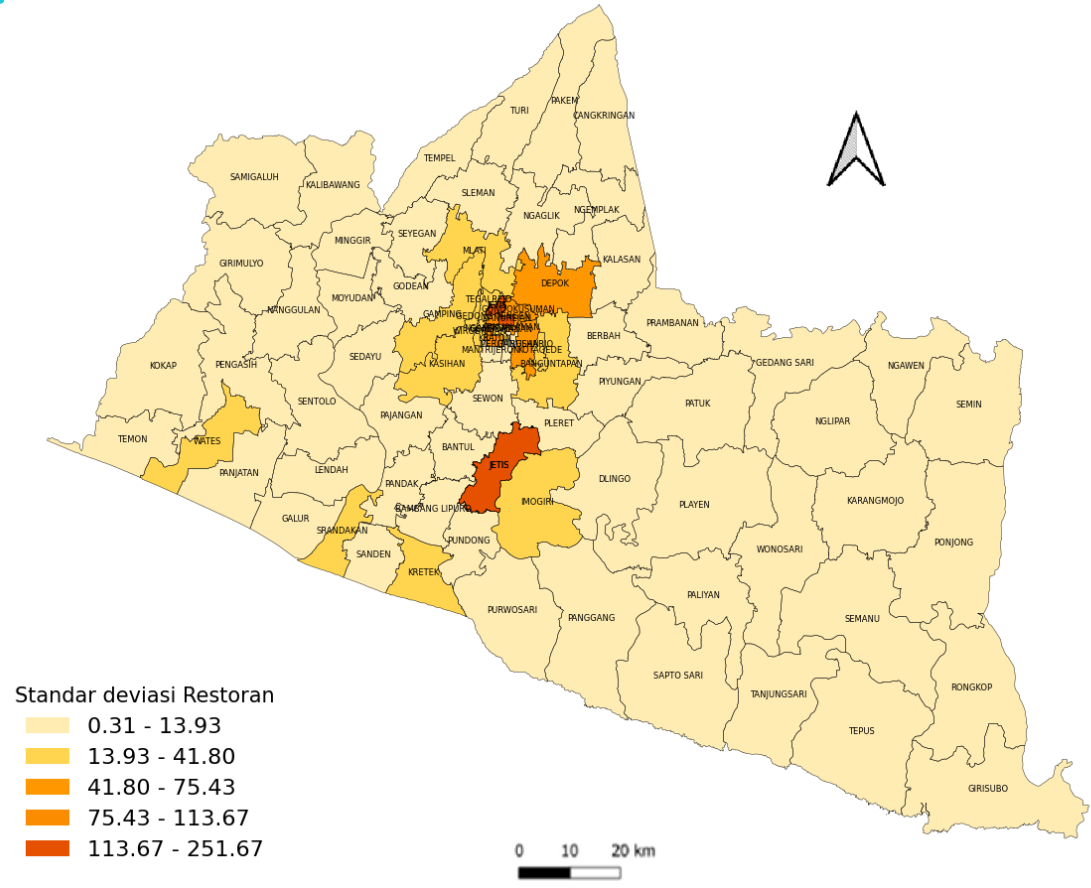 TURI
PAKEM
CANGKRINGAN
TEMPEL
SAMIGALUH
KALIBAWANG
SLEMAN
NGAGLIK
NGEMPLAK
SEYEGAN
MINGGIR
MLATI
KALASAN
GIRIMULYO
GODEAN
DEPOK
MOYUDAN
NANGGULAN
GAMPING
PRAMBANAN
BERBAH
SEDAYU
KOKAP
PENGASIH
KASIHAN
BANGUNTAPAN
GEDANG SARI
NGAWEN
PIYUNGAN
SENTOLO
SEWON
PATUK
SEMIN
PAJANGAN
PLERET
NGLIPAR
TEMON
WATES
BANTUL
PANJATAN
LENDAH
JETIS
DLINGO
PANDAK
IMOGIRI
PLAYEN
KARANGMOJO
BAMBANG LIPURO
GALUR
SRANDAKAN
PUNDONG
PONJONG
SANDEN
WONOSARI
KRETEK
PALIYAN
PURWOSARI
PANGGANG
SEMANU
SAPTO SARI
RONGKOP
TANJUNGSARI
TEPUS
GIRISUBO
Standar deviasi Restoran
0.31 - 13.93
13.93 - 41.80
41.80 - 75.43
75.43 - 113.67
113.67 - 251.67
0 10 20 km